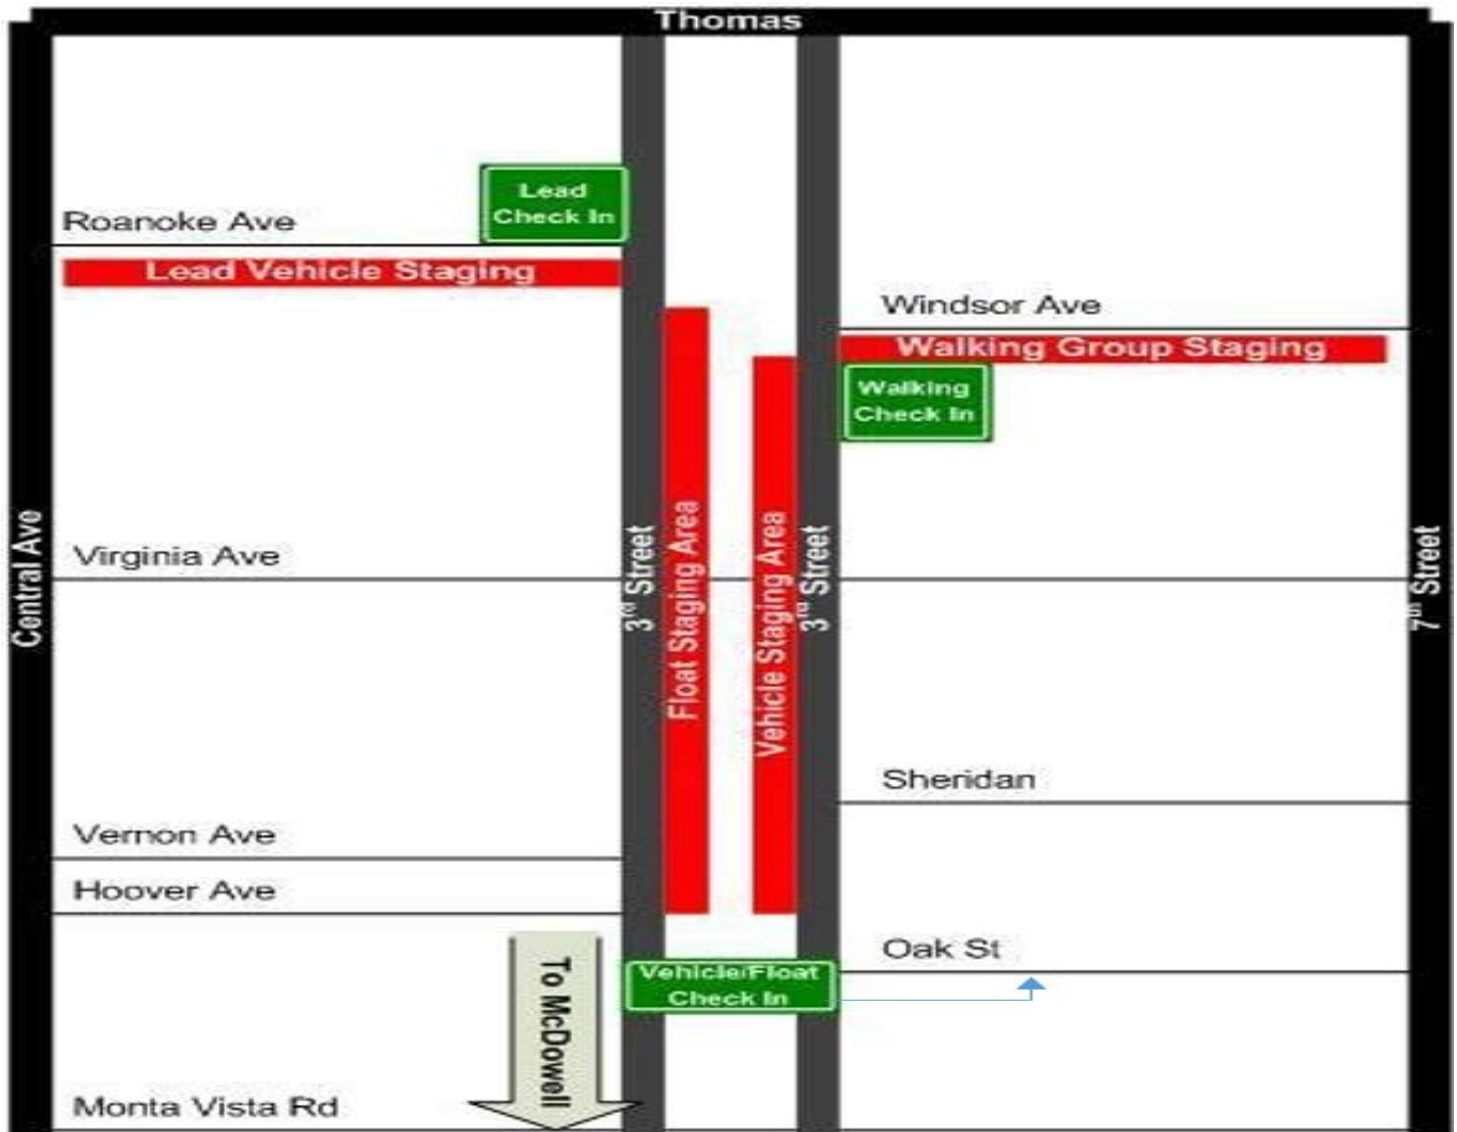 Thomas
Lead
Check In
Roanoke Ave
Lead Vehicle Staging
Windsor Ave
Walking Group Staging
Walking
Check In
Central Ave
Virginia Ave
3rd Street
Float Staging Area
Vehicle Staging Area
3rd Street
7th Street
Sheridan
Vernon Ave
Hoover Ave
Oak St
Vehicle/Float
Check In
To McDowell
Monta Vista Rd